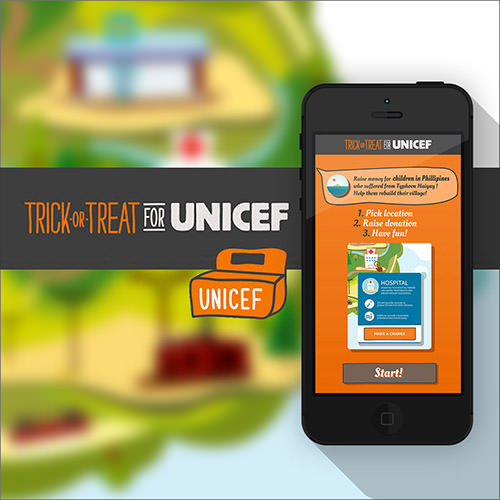 TRICK-OR-TREAT FOR UNICEF
UNICEF
TRICK-OR-TREAT FOR UNICEF
Raise money for children in Phillipines
who suffered from Typhoon Haiyey !
Help them rebuild their village!
1. Pick location
2. Raise donation
3. Have fun!
HOSPITAL
MAKE A CHANGE
Start!